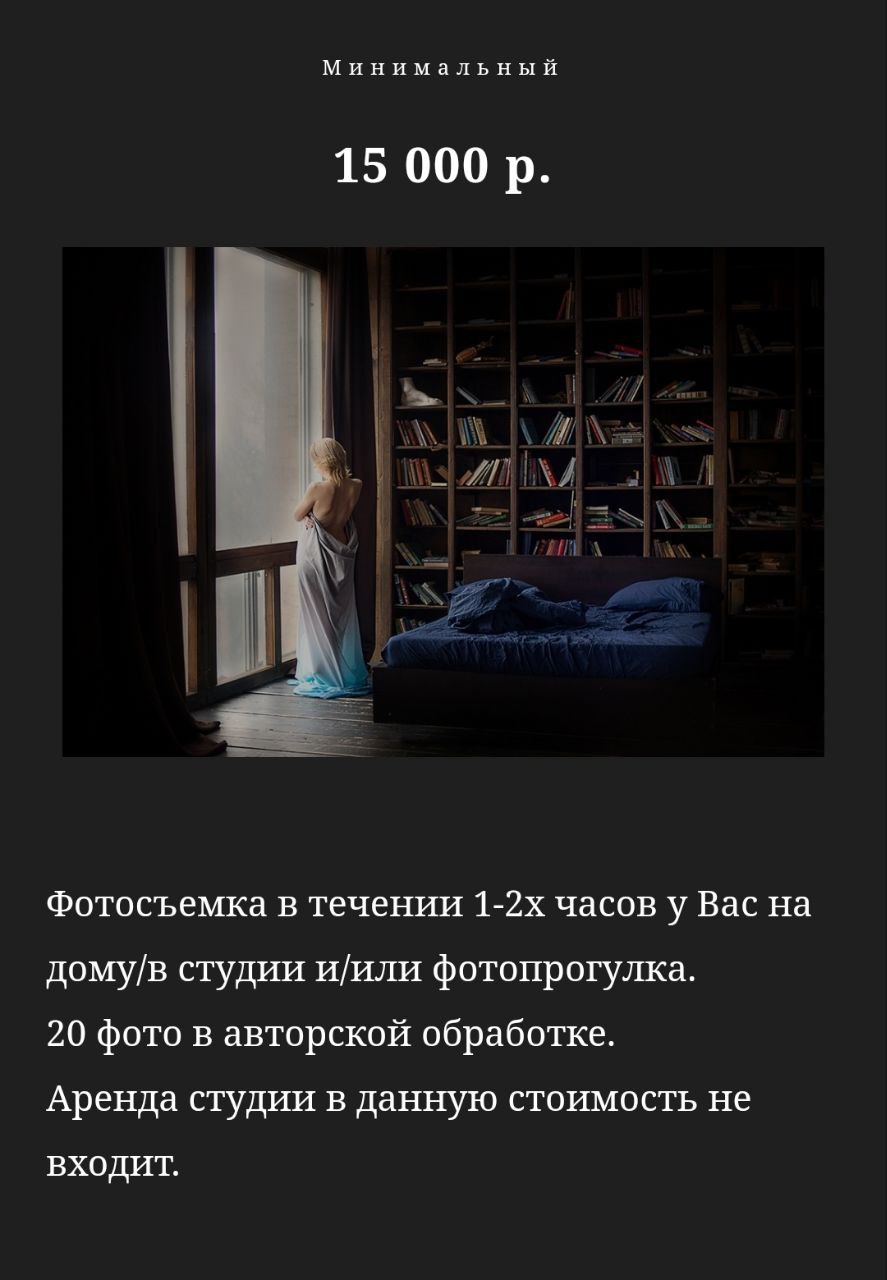 Минимальный
15 000 р.
Фотосъемка в течении 1-2х часов у Вас на
дому/в студии и/или фотопрогулка.
20 фото в авторской обработке.
Аренда студии в данную стоимость не
входит.